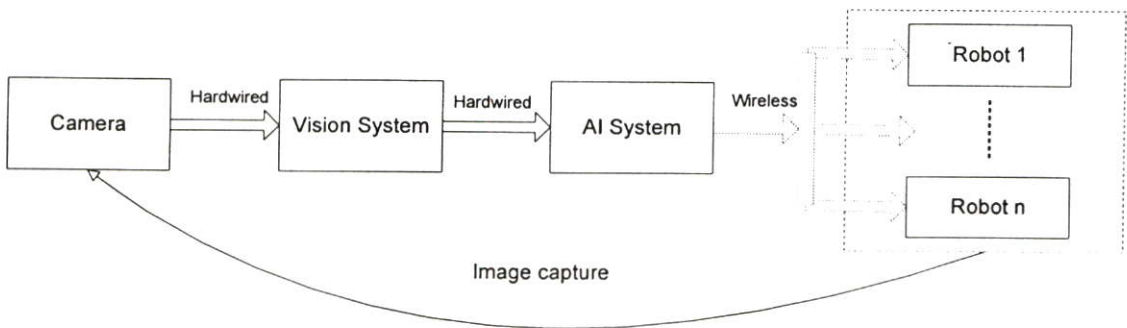 Camera
Hardwired
Vision System
Hardwired
AI System
Wireless
Robot 1
Robot n
Image capture